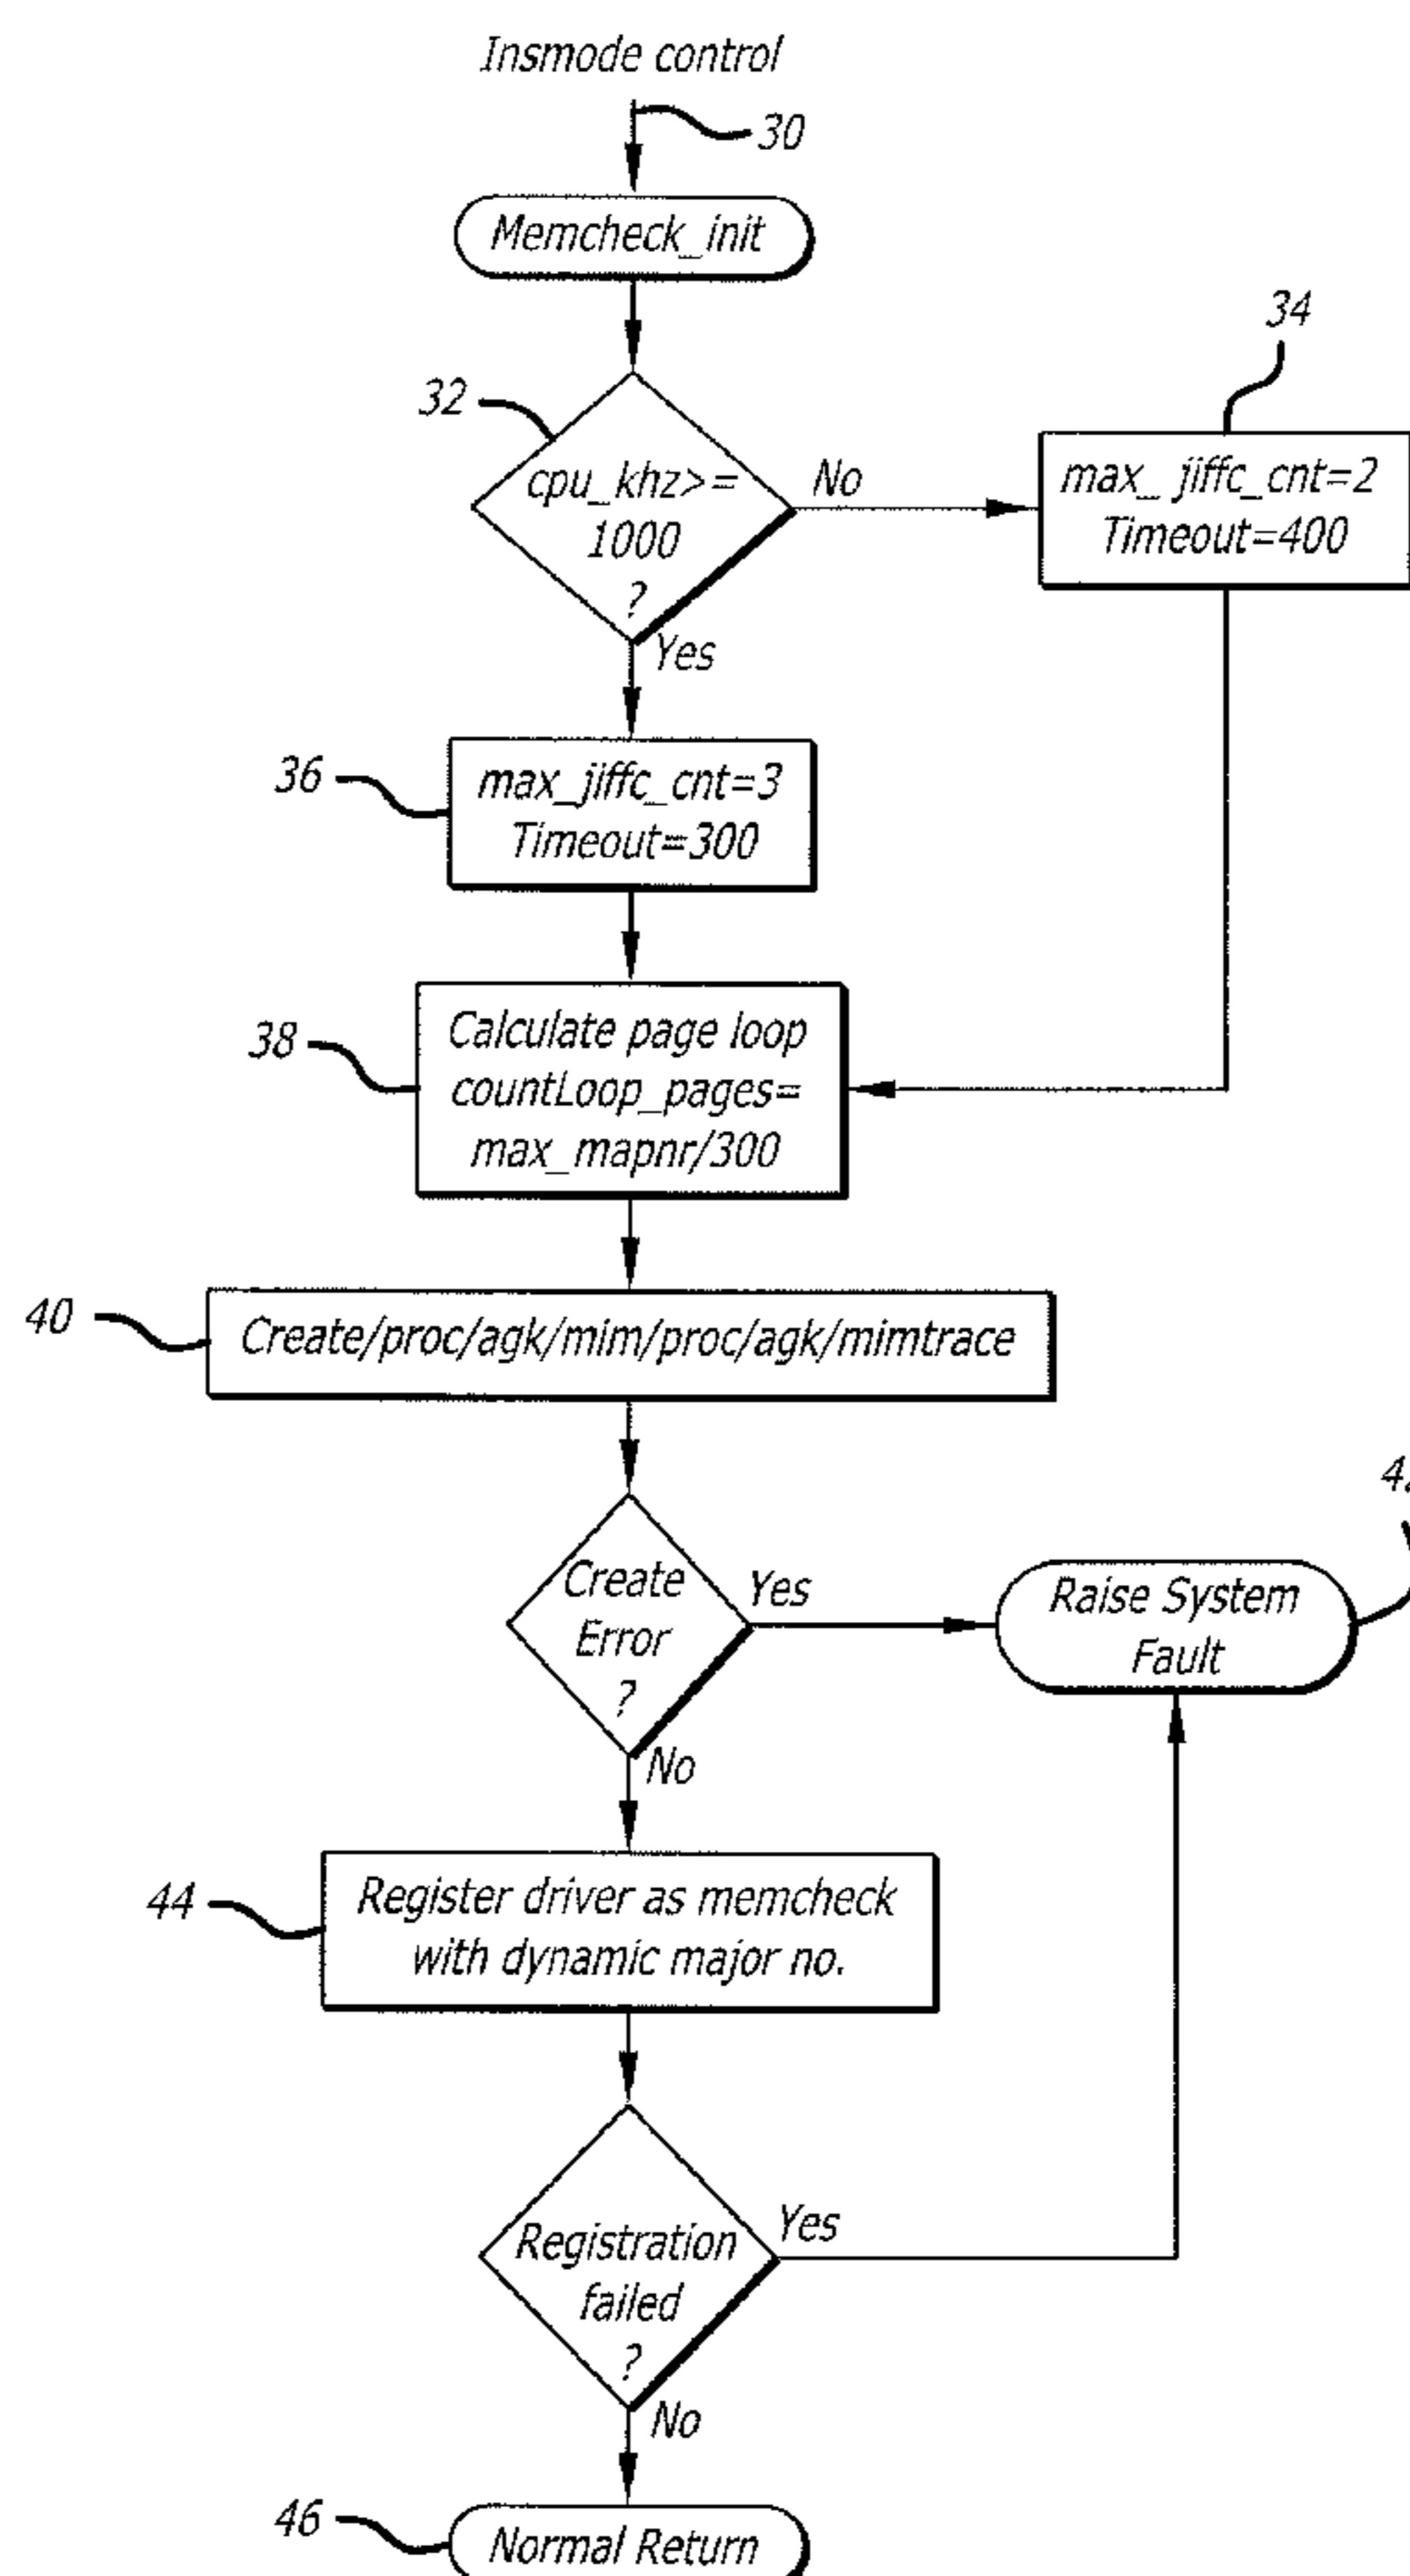 Insmode control
30
Memcheck_init
34
32
cpu_khz>=
1000
?
No
max_ jiffc_cnt=2
Timeout=400
Yes
36
max_jiffc_cnt=3
Timeout=300
38
Calculate page loop
countLoop_pages=
max_mapnr/300
40
Create/proc/agk/mim/proc/agk/mimtrace
Create
Error
?
Yes
Raise System
Fault
No
44
Register driver as memcheck
with dynamic major no.
Registration
failed
?
Yes
No
46
Normal Return